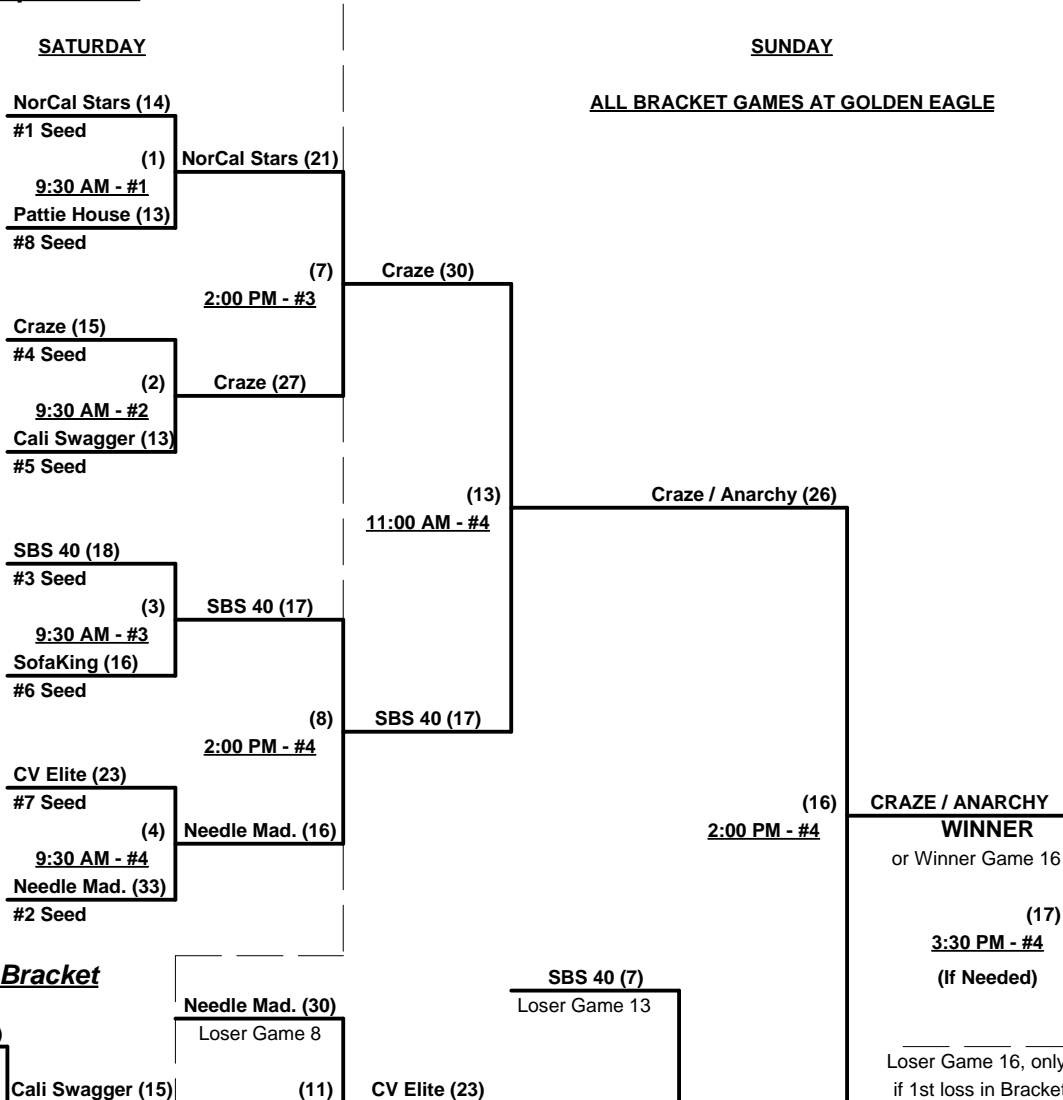 SATURDAY
SUNDAY
ALL BRACKET GAMES AT GOLDEN EAGLE
NorCal Stars (14)
#1 Seed
(1)
9:30 AM - #1
NorCal Stars (21)
Pattie House (13)
#8 Seed
(7)
2:00 PM - #3
Craze (30)
Craze (15)
#4 Seed
(2)
9:30 AM - #2
Craze (27)
Cali Swagger (13)
#5 Seed
(13)
11:00 AM - #4
Craze / Anarchy (26)
SBS 40 (18)
#3 Seed
(3)
9:30 AM - #3
SBS 40 (17)
SofaKing (16)
#6 Seed
(8)
2:00 PM - #4
SBS 40 (17)
CV Elite (23)
#7 Seed
(4)
9:30 AM - #4
Needle Mad. (16)
Needle Mad. (33)
#2 Seed
(16)
2:00 PM - #4
CRAZE / ANARCHY
WINNER
or Winner Game 16
(17)
3:30 PM - #4
(If Needed)
Bracket
Needle Mad. (30)
Loser Game 8
SBS 40 (7)
Loser Game 13
Cali Swagger (15)
(11)
CV Elite (23)
Loser Game 16, only
if 1st loss in Bracket